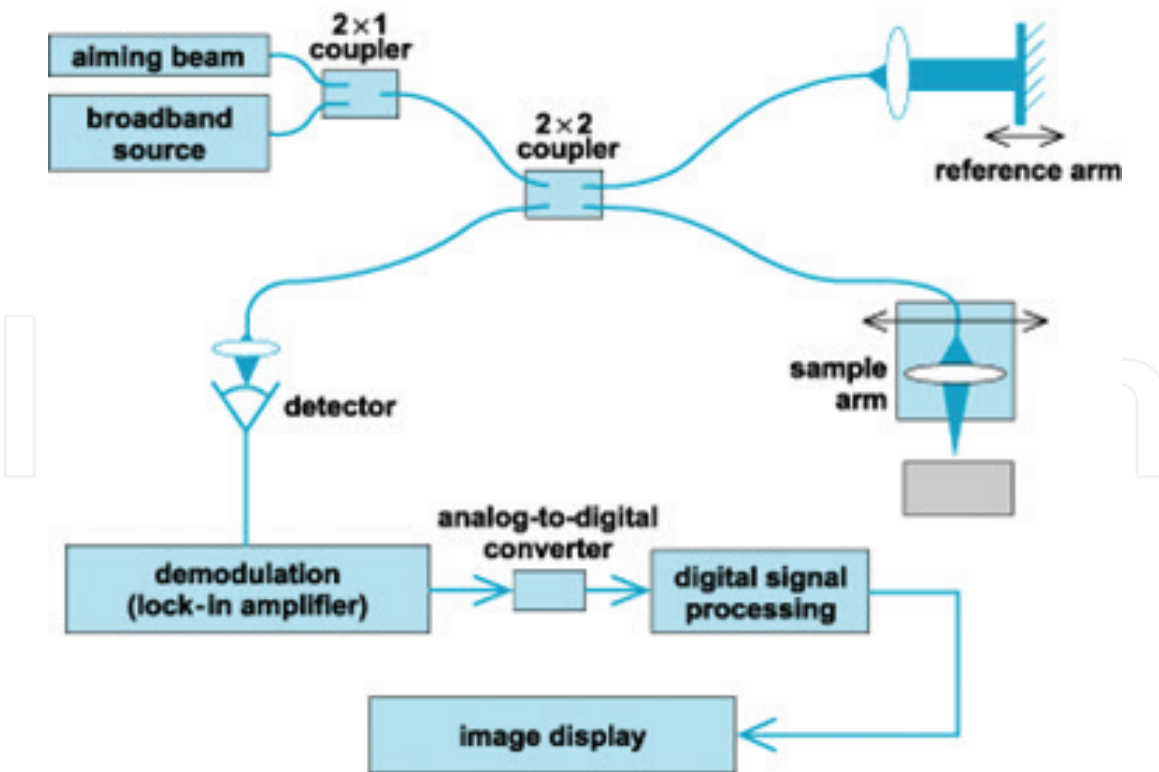 2×1
coupler
aiming beam
broadband
source
2×2
coupler
reference arm
sample
arm
detector
analog-to-digital
converter
demodulation
(lock-in amplifier)
digital signal
processing
image display